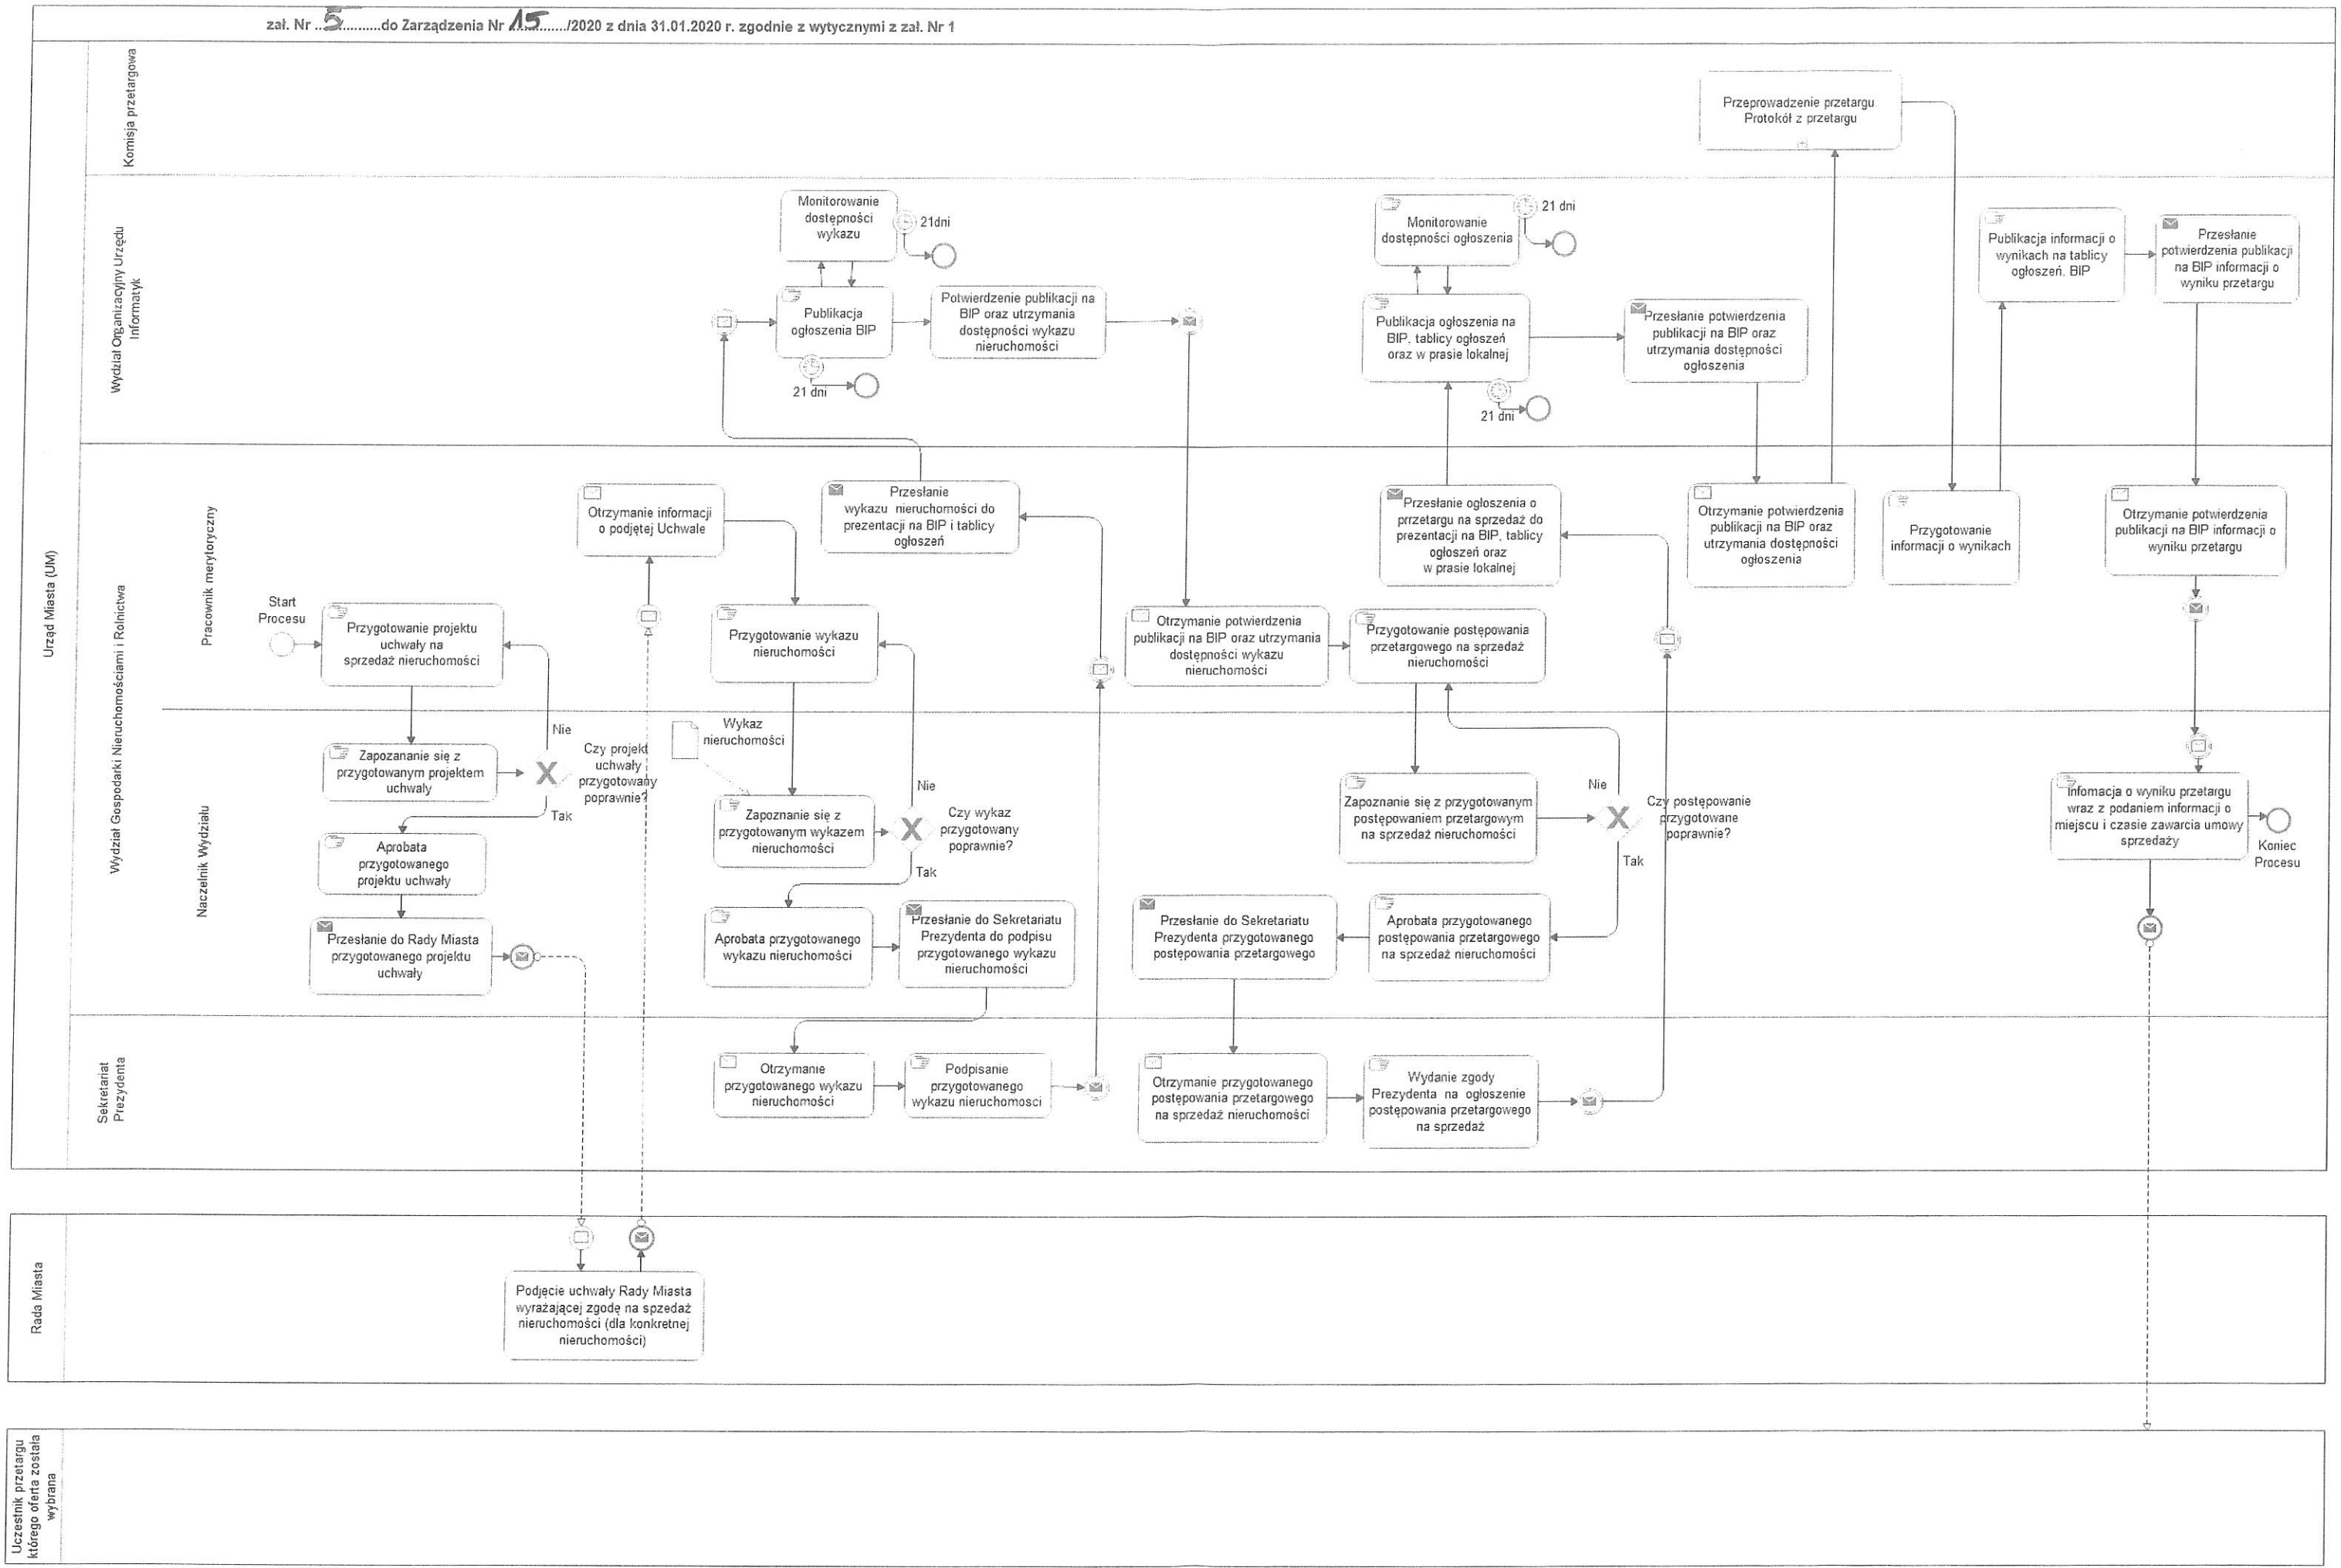 zał. Nr ..5...........do Zarządzenia Nr 15......./2020 z dnia 31.01.2020 r. zgodnie z wytycznymi z zał. Nr 1
Urząd Miasta (UM)
Komisja przetargowa
Przeprowadzenie przetargu
Protokół z przetargu
Wydział Organizacyjny Urzędu
Informatyk
Monitorowanie
dostępności
wykazu
21dni
Publikacja
ogłoszenia BIP
21 dni
Potwierdzenie publikacji na
BIP oraz utrzymania
dostępności wykazu
nieruchomości
Monitorowanie
dostępności ogłoszenia
21 dni
Publikacja ogłoszenia na
BIP, tablicy ogłoszeń
oraz w prasie lokalnej
21 dni
Przesłanie potwierdzenia
publikacji na BIP oraz
utrzymania dostępności
ogłoszenia
Publikacja informacji o
wynikach na tablicy
ogłoszeń, BIP
Przesłanie
potwierdzenia publikacji
na BIP informacji o
wyniku przetargu
Wydział Gospodarki Nieruchomościami i Rolnictwa
Pracownik merytoryczny
Start
Procesu
Przygotowanie projektu
uchwały na
sprzedaż nieruchomości
Otrzymanie informacji
o podjętej Uchwale
Przygotowanie wykazu
nieruchomości
Przesłanie
wykazu nieruchomości do
prezentacji na BIP i tablicy
ogłoszeń
Otrzymanie potwierdzenia
publikacji na BIP oraz utrzymania
dostępności wykazu
nieruchomości
Przygotowanie postępowania
przetargowego na sprzedaż
nieruchomości
Przesłanie ogłoszenia o
prrzetargu na sprzedaż do
prezentacji na BIP, tablicy
ogłoszeń oraz
w prasie lokalnej
Otrzymanie potwierdzenia
publikacji na BIP oraz
utrzymania dostępności
ogłoszenia
Przygotowanie
informacji o wynikach
Otrzymanie potwierdzenia
publikacji na BIP informacji o
wyniku przetargu
Naczelnik Wydziału
Zapozananie się z
przygotowanym projektem
uchwały
Nie
Czy projekt
uchwały
przygotowany
poprawnie?
Tak
Aprobata
przygotowanego
projektu uchwały
Przesłanie do Rady Miasta
przygotowanego projektu
uchwały
Wykaz
nieruchomości
Zapoznanie się z
przygotowanym wykazem
nieruchomości
Nie
Czy wykaz
przygotowany
poprawnie?
Tak
Aprobata przygotowanego
wykazu nieruchomości
Przesłanie do Sekretariatu
Prezydenta do podpisu
przygotowanego wykazu
nieruchomości
Zapoznanie się z przygotowanym
postępowaniem przetargowym
na sprzedaż nieruchomości
Nie
Czy postępowanie
przygotowane
poprawnie?
Tak
Przesłanie do Sekretariatu
Prezydenta przygotowanego
postępowania przetargowego
Aprobata przygotowanego
postępowania przetargowego
na sprzedaż nieruchomości
Infomacja o wyniku przetargu
wraz z podaniem informacji o
miejscu i czasie zawarcia umowy
sprzedaży
Koniec
Procesu
Sekretariat
Prezydenta
Otrzymanie
przygotowanego wykazu
nieruchomości
Podpisanie
przygotowanego
wykazu nieruchomosci
Otrzymanie przygotowanego
postępowania przetargowego
na sprzedaż nieruchomości
Wydanie zgody
Prezydenta na ogłoszenie
postępowania przetargowego
na sprzedaż
Rada Miasta
Podjęcie uchwały Rady Miasta
wyrażającej zgodę na spzedaż
nieruchomości (dla konkretnej
nieruchomości)
Uczestnik przetargu
którego oferta została
wybrana